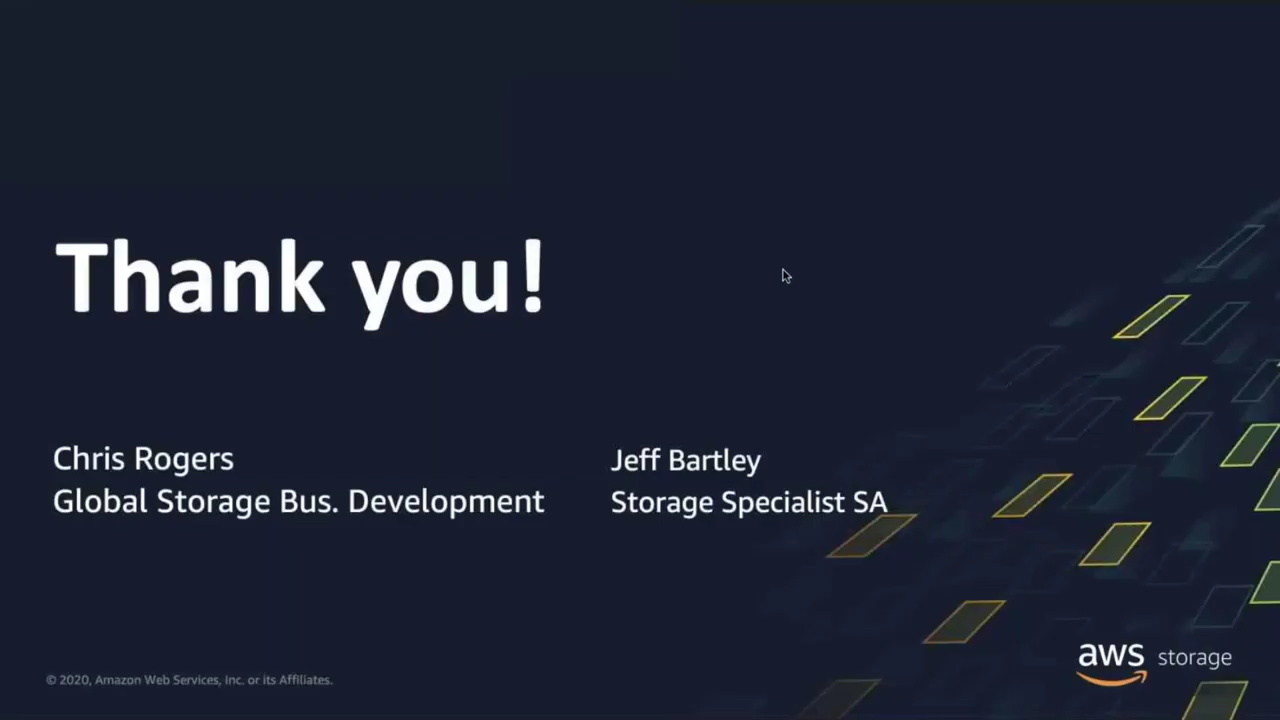 Thank you!
Chris Rogers
Global Storage Bus. Development
Jeff Bartley
Storage Specialist SA
© 2020, Amazon Web Services, Inc. or its Affiliates.
aws storage